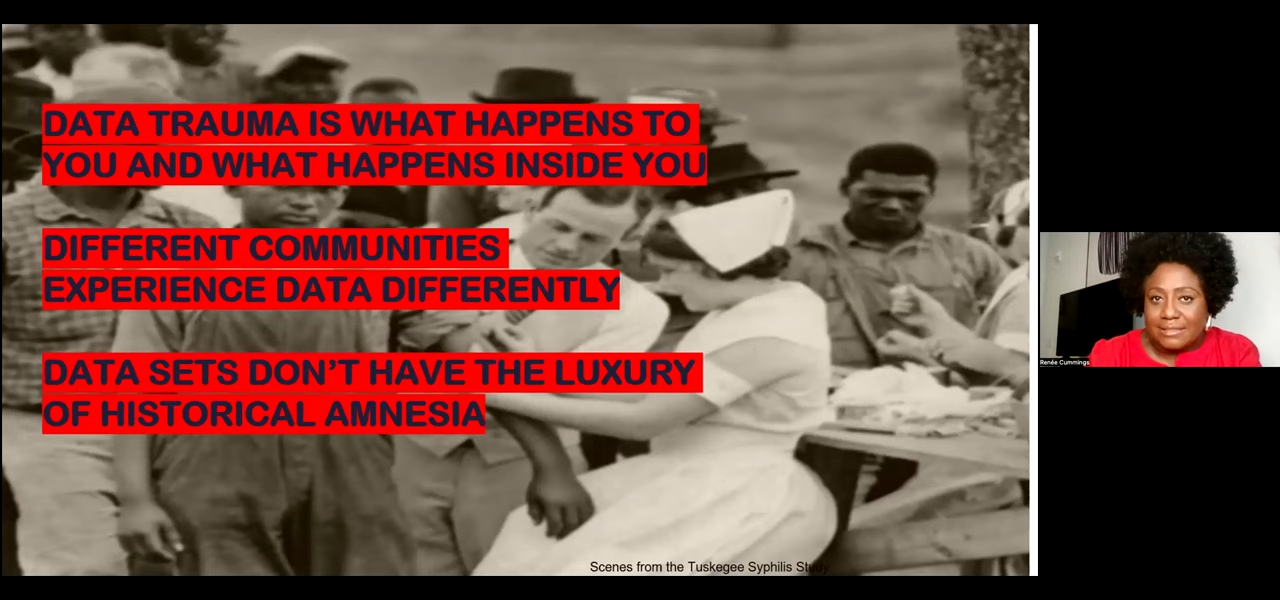 DATA TRAUMA IS WHAT HAPPENS TO
YOU AND WHAT HAPPENS INSIDE YOU
DIFFERENT COMMUNITIES
EXPERIENCE DATA DIFFERENTLY
DATA SETS DON’T HAVE THE LUXURY
OF HISTORICAL AMNESIA
Scenes from the Tuskegee Syphilis Study
Renée Cummings